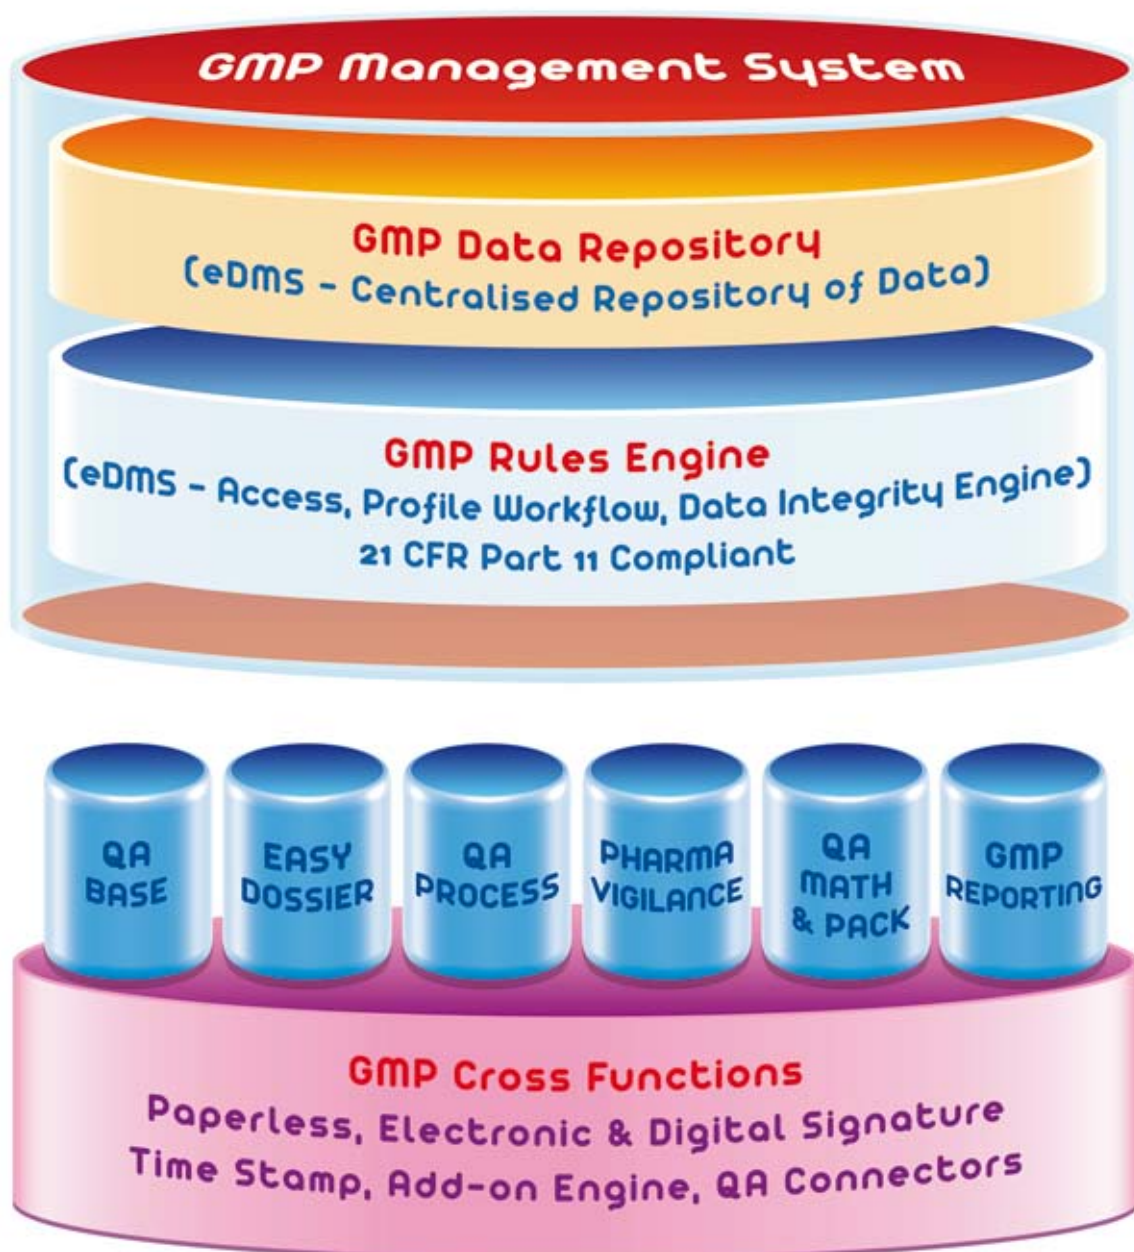 GMP Management System
GMP Data Repository
(eDMS - Centralised Repository of Data)
GMP Rules Engine
(eDMS - Access, Profile Workflow, Data Integrity Engine)
21 CFR Part 11 Compliant
QA
BASE
EASY
DOSSIER
QA
PROCESS
PHARMA
VIGILANCE
QA
MATH
& PACK
GMP
REPORTING
GMP Cross Functions
Paperless, Electronic & Digital Signature
Time Stamp, Add-on Engine, QA Connectors